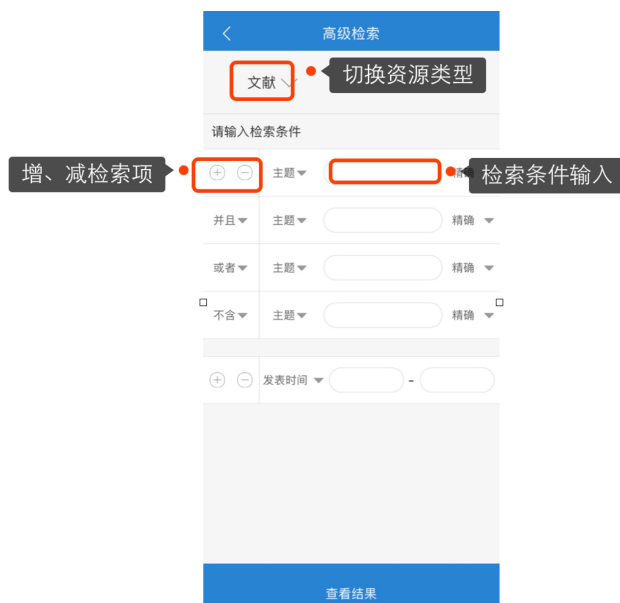 高级检索
文献
切换资源类型
请输入检索条件
增、减检索项
主题
精确
检索条件输入
并且 主题 精确
或者 主题 精确
不含 主题 精确
发表时间 -
查看结果